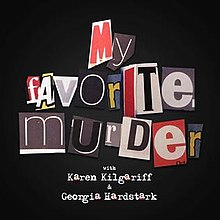 My
fAVoRITE
muRDer
with
Karen Kilgariff
&
Georgia Hardstark